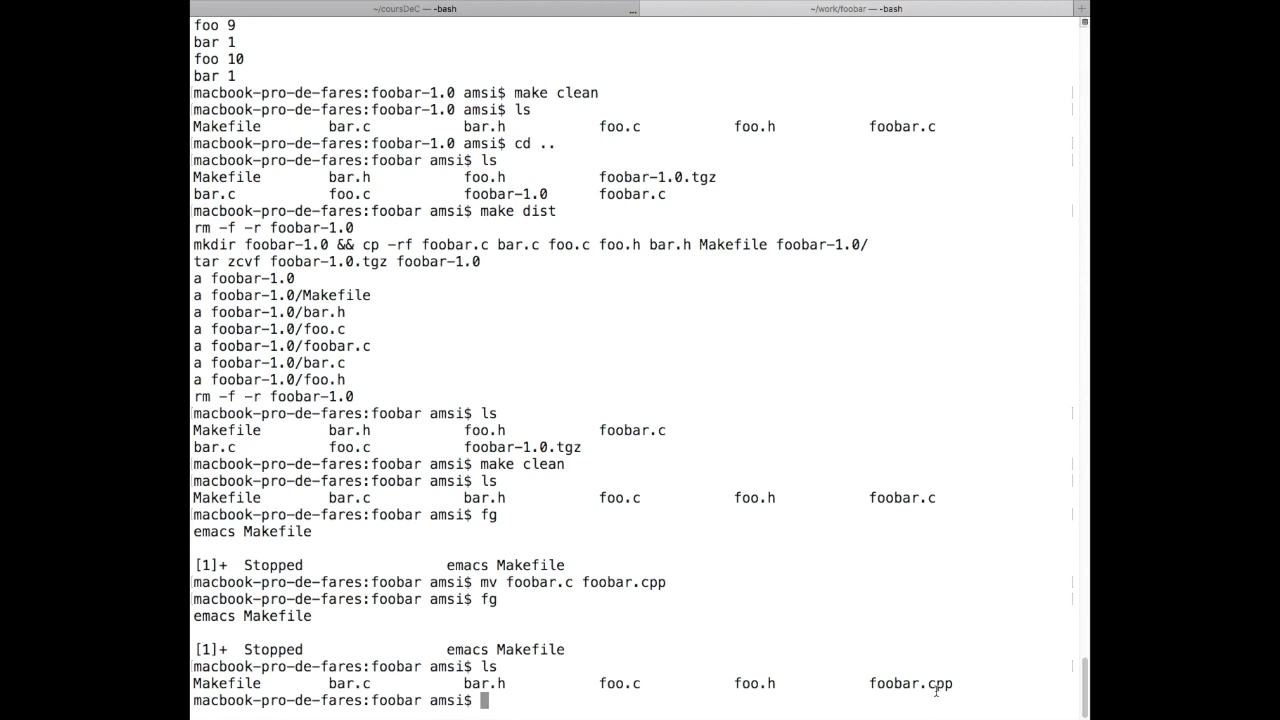 ~/coursDeC — -bash ... ~/work/foobar — -bash +
foo 9
bar 1
foo 10
bar 1
macbook-pro-de-fares:foobar-1.0 amsi$ make clean
macbook-pro-de-fares:foobar-1.0 amsi$ ls
Makefile bar.c bar.h foo.c foo.h foobar.c
macbook-pro-de-fares:foobar-1.0 amsi$ cd ..
macbook-pro-de-fares:foobar amsi$ ls
Makefile bar.h foo.h foobar-1.0.tgz
bar.c foo.c foobar-1.0 foobar.c
macbook-pro-de-fares:foobar amsi$ make dist
rm -f -r foobar-1.0
mkdir foobar-1.0 && cp -rf foobar.c bar.c foo.c foo.h bar.h Makefile foobar-1.0/
tar zcvf foobar-1.0.tgz foobar-1.0
a foobar-1.0
a foobar-1.0/Makefile
a foobar-1.0/bar.h
a foobar-1.0/foo.c
a foobar-1.0/foobar.c
a foobar-1.0/bar.c
a foobar-1.0/foo.h
rm -f -r foobar-1.0
macbook-pro-de-fares:foobar amsi$ ls
Makefile bar.h foo.h foobar.c
bar.c foo.c foobar-1.0.tgz
macbook-pro-de-fares:foobar amsi$ make clean
macbook-pro-de-fares:foobar amsi$ ls
Makefile bar.c bar.h foo.c foo.h foobar.c
macbook-pro-de-fares:foobar amsi$ fg
emacs Makefile
[1]+ Stopped emacs Makefile
macbook-pro-de-fares:foobar amsi$ mv foobar.c foobar.cpp
macbook-pro-de-fares:foobar amsi$ fg
emacs Makefile
[1]+ Stopped emacs Makefile
macbook-pro-de-fares:foobar amsi$ ls
Makefile bar.c bar.h foo.c foo.h foobar.cpp
macbook-pro-de-fares:foobar amsi$